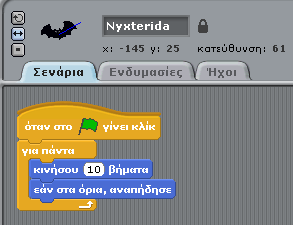 Nyxterida
x: -145 y: 25 κατεύθυνση: 61
Σενάρια Ενδυμασίες Ήχοι
όταν στο γίνει κλίκ
για πάντα
κινήσου 10 βήματα
εάν στα όρια, αναπήδησε